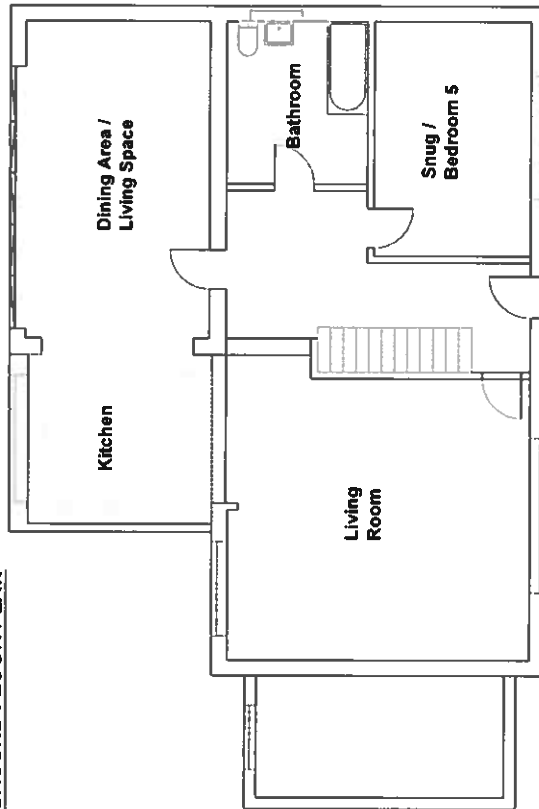 Dining Area /
Living Space
Bathroom
Snug /
Bedroom 5
Kitchen
Living
Room